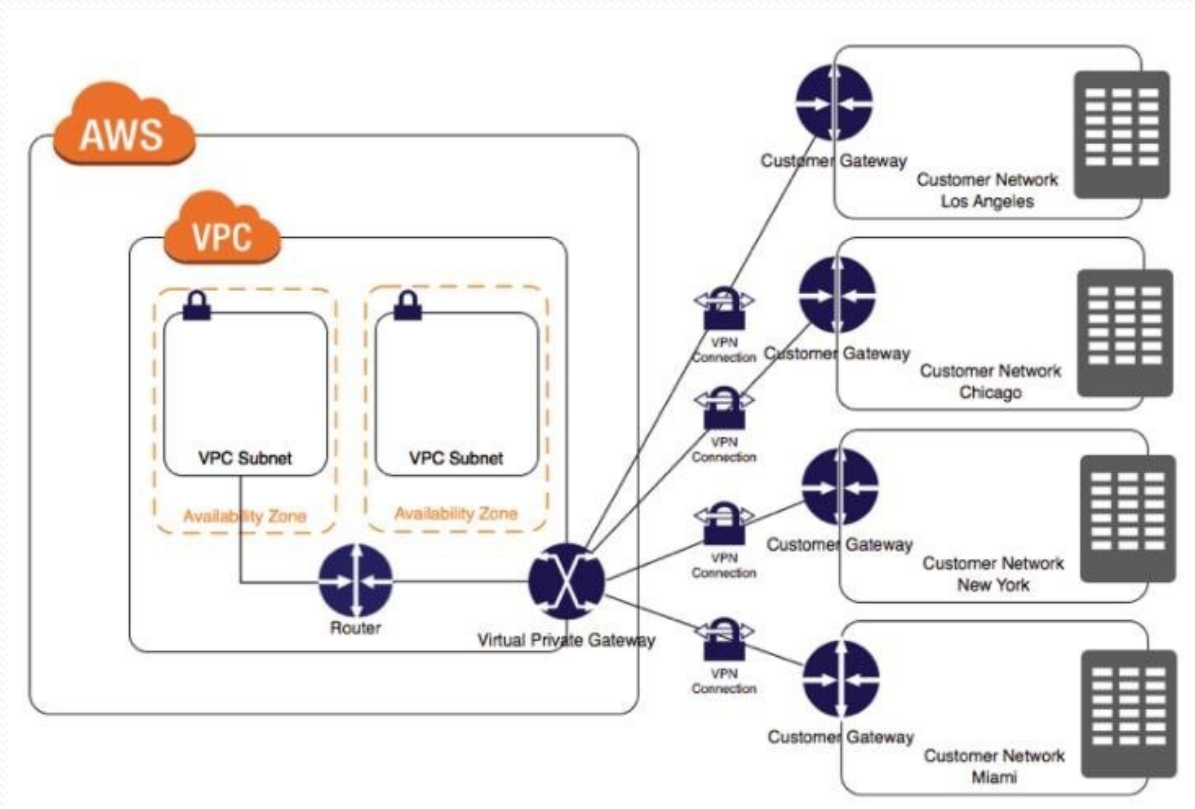 AWS
VPC
VPC Subnet
VPC Subnet
Availability Zone
Availability Zone
Router
Virtual Private Gateway
VPN
Connection
VPN
Connection
VPN
Connection
VPN
Connection
Customer Gateway
Customer Network
Los Angeles
Customer Gateway
Customer Network
Chicago
Customer Gateway
Customer Network
New York
Customer Gateway
Customer Network
Miami